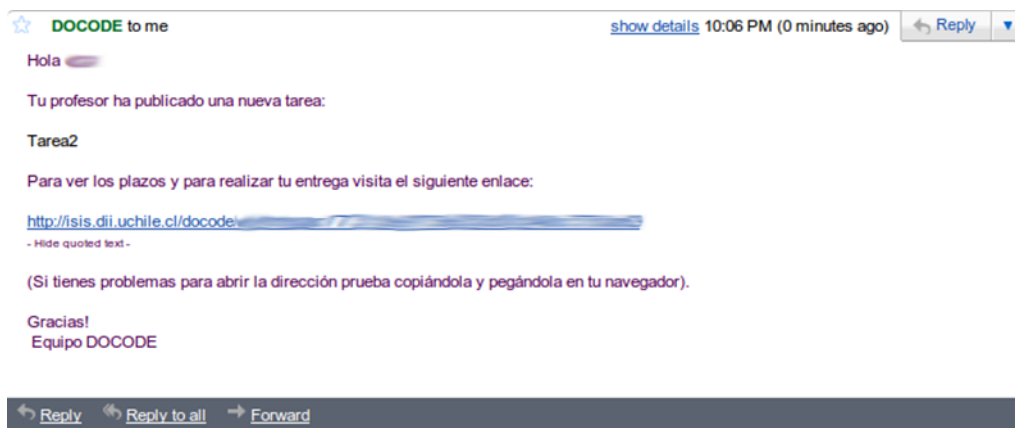 DOCODE to me show details 10:06 PM (0 minutes ago) Reply
Hola
Tu profesor ha publicado una nueva tarea:
Tarea2
Para ver los plazos y para realizar tu entrega visita el siguiente enlace:
http://isis.dii.uchile.cl/docode/
- Hide quoted text -
(Si tienes problemas para abrir la dirección prueba copiándola y pegándola en tu navegador).
Gracias!
Equipo DOCODE
Reply Reply to all Forward